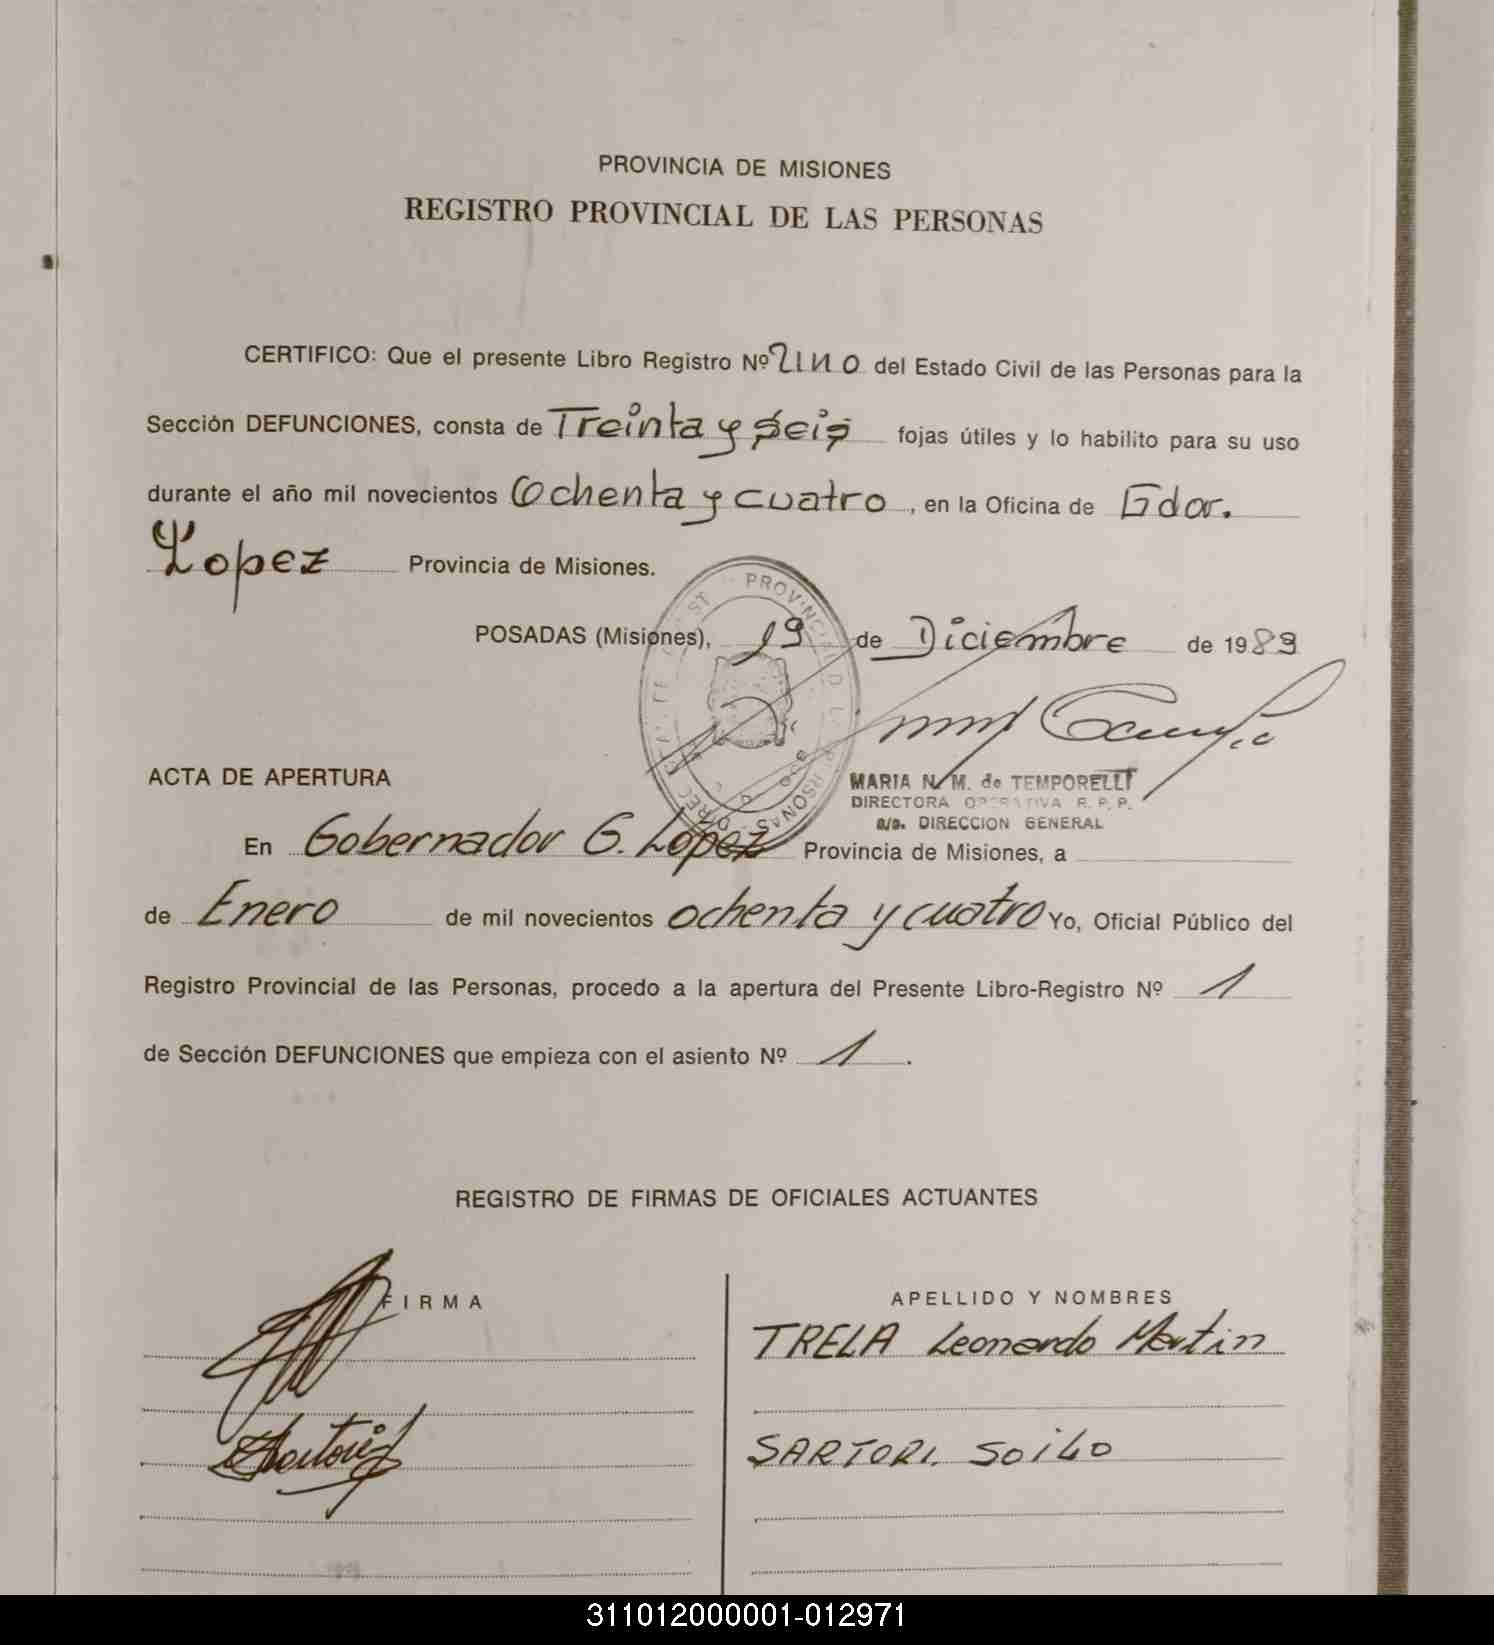 PROVINCIA DE MISIONES
REGISTRO PROVINCIAL DE LAS PERSONAS
CERTIFICO: Que el presente Libro Registro Nº UNO del Estado Civil de las Personas para la
Sección DEFUNCIONES, consta de Treinta y seis fojas útiles y lo habilito para su uso
durante el año mil novecientos Ochenta y cuatro, en la Oficina de Gdor.
Lopez Provincia de Misiones.
POSADAS (Misiones), 19 de Diciembre de 1983
MARIA N. M. de TEMPORELLI
DIRECTORA OPERATIVA R. P. P.
a/c. DIRECCION GENERAL
ACTA DE APERTURA
En Gobernador G. López Provincia de Misiones, a
de Enero de mil novecientos ochenta y cuatro Yo, Oficial Público del
Registro Provincial de las Personas, procedo a la apertura del Presente Libro-Registro Nº 1
de Sección DEFUNCIONES que empieza con el asiento Nº 1.
REGISTRO DE FIRMAS DE OFICIALES ACTUANTES
FIRMA APELLIDO Y NOMBRES
TRELA Leonardo Martin
Sartori SARTORI, SOiLO
311012000001-012971